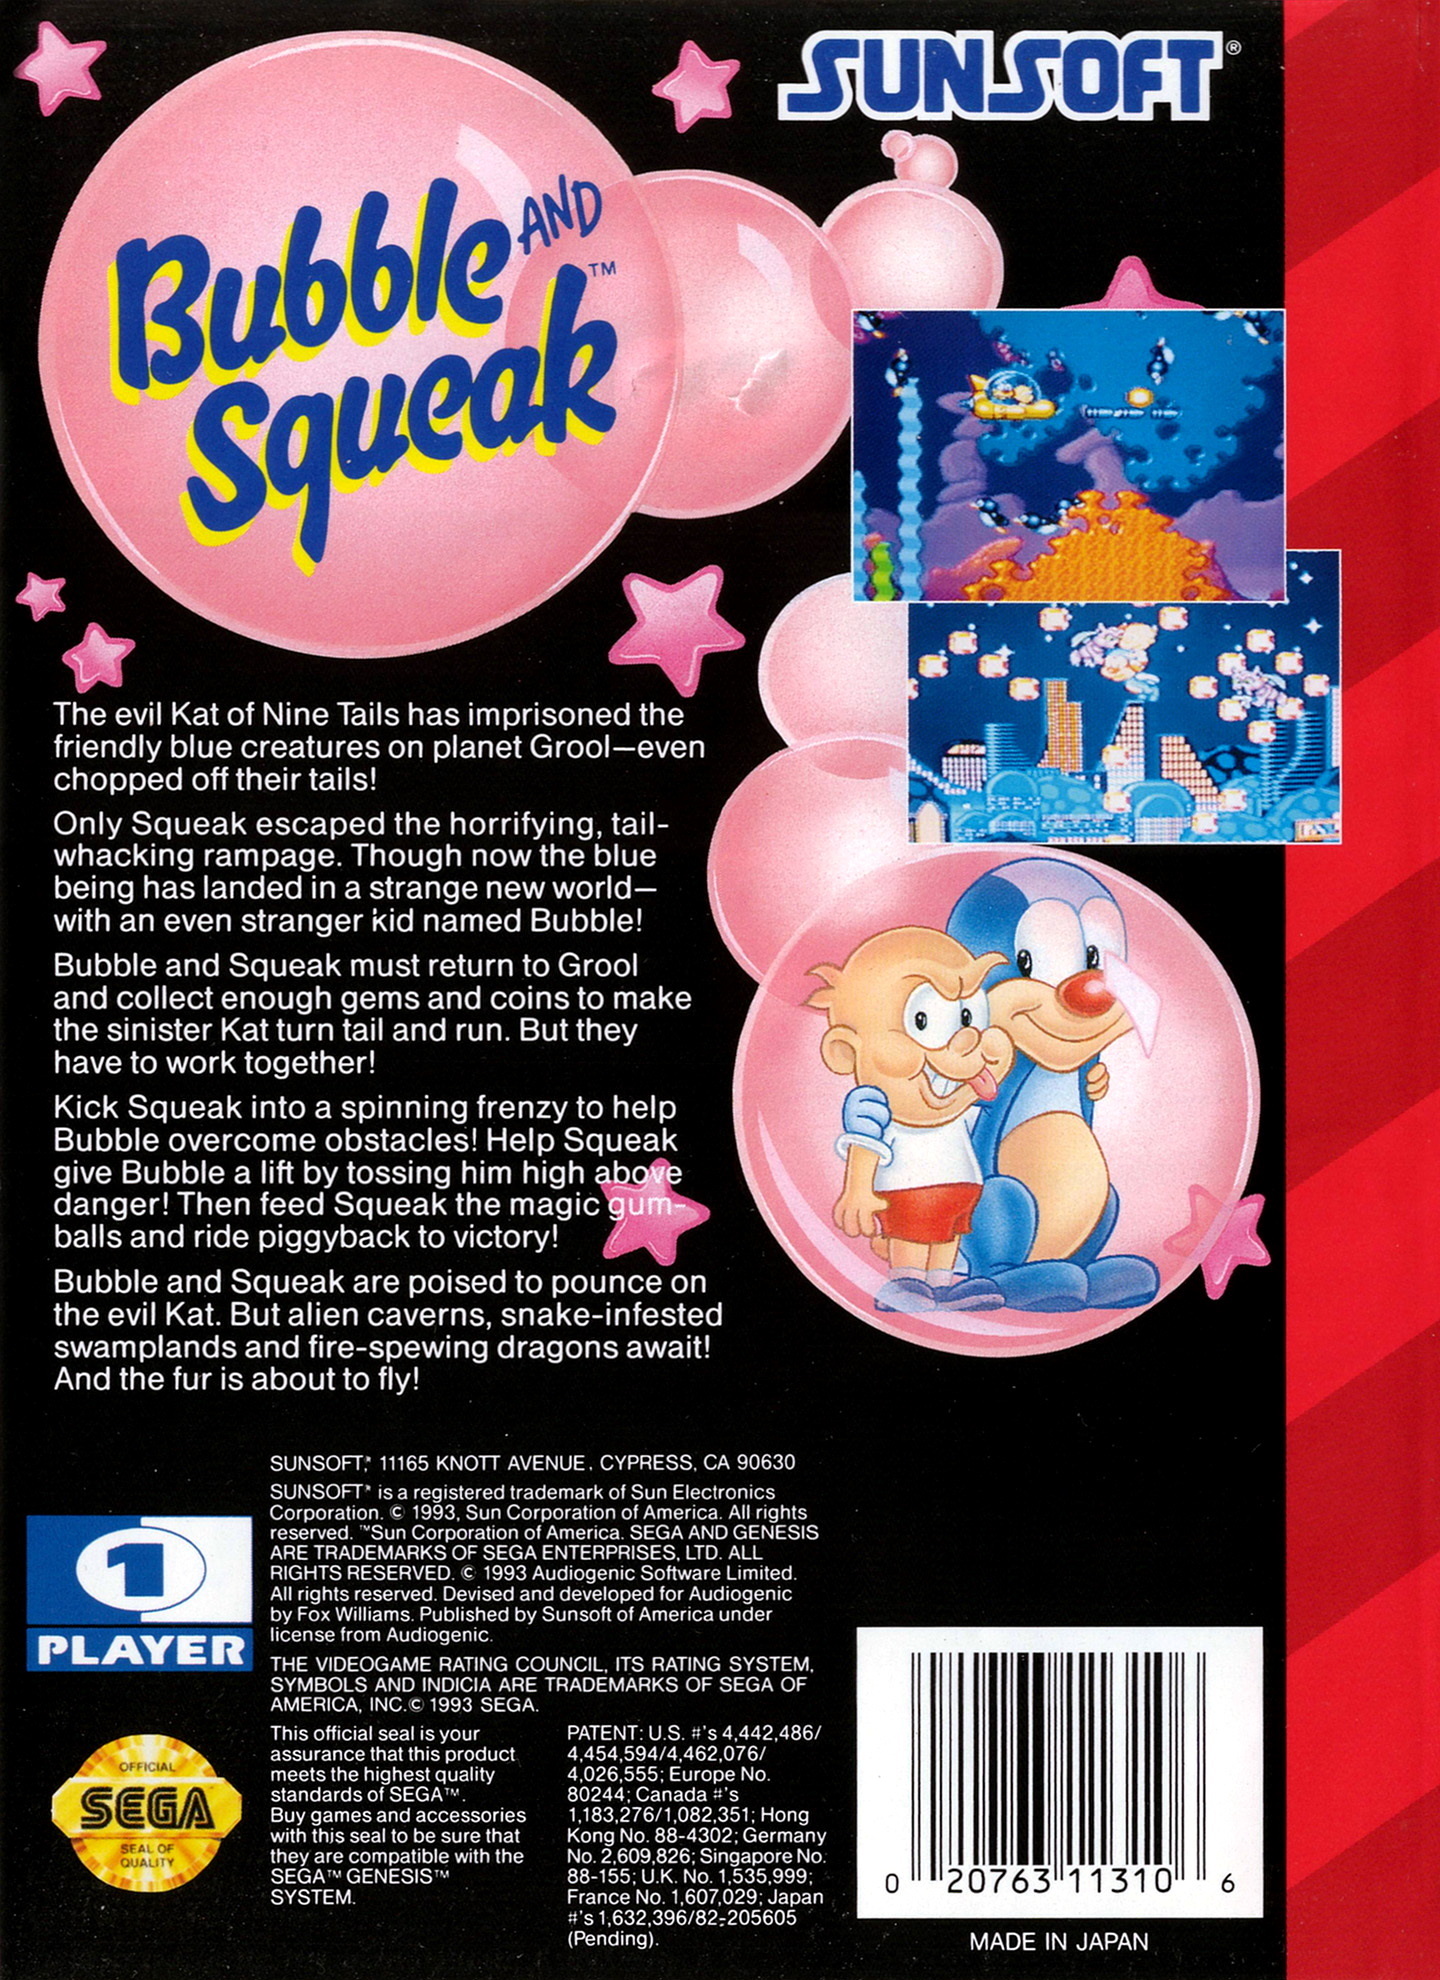 SUNSOFT®
Bubble AND
Squeak™
The evil Kat of Nine Tails has imprisoned the
friendly blue creatures on planet Grool—even
chopped off their tails!
Only Squeak escaped the horrifying, tail-
whacking rampage. Though now the blue
being has landed in a strange new world—
with an even stranger kid named Bubble!
Bubble and Squeak must return to Grool
and collect enough gems and coins to make
the sinister Kat turn tail and run. But they
have to work together!
Kick Squeak into a spinning frenzy to help
Bubble overcome obstacles! Help Squeak
give Bubble a lift by tossing him high above
danger! Then feed Squeak the magic gum-
balls and ride piggyback to victory!
Bubble and Squeak are poised to pounce on
the evil Kat. But alien caverns, snake-infested
swamplands and fire-spewing dragons await!
And the fur is about to fly!
SUNSOFT,® 11165 KNOTT AVENUE, CYPRESS, CA 90630
SUNSOFT® is a registered trademark of Sun Electronics
Corporation. © 1993, Sun Corporation of America. All rights
reserved. ™Sun Corporation of America. SEGA AND GENESIS
ARE TRADEMARKS OF SEGA ENTERPRISES, LTD. ALL
RIGHTS RESERVED. © 1993 Audiogenic Software Limited.
All rights reserved. Devised and developed for Audiogenic
by Fox Williams. Published by Sunsoft of America under
license from Audiogenic.
THE VIDEOGAME RATING COUNCIL, ITS RATING SYSTEM,
SYMBOLS AND INDICIA ARE TRADEMARKS OF SEGA OF
AMERICA, INC.© 1993 SEGA.
1
PLAYER
OFFICIAL
SEGA
SEAL OF
QUALITY
This official seal is your
assurance that this product
meets the highest quality
standards of SEGA™.
Buy games and accessories
with this seal to be sure that
they are compatible with the
SEGA™ GENESIS™
SYSTEM.
PATENT: U.S. #'s 4,442,486/
4,454,594/4,462,076/
4,026,555; Europe No.
80244; Canada #'s
1,183,276/1,082,351; Hong
Kong No. 88-4302; Germany
No. 2,609,826; Singapore No.
88-155; U.K. No. 1,535,999;
France No. 1,607,029; Japan
#'s 1,632,396/82-205605
(Pending).
0 20763 11310 6
MADE IN JAPAN